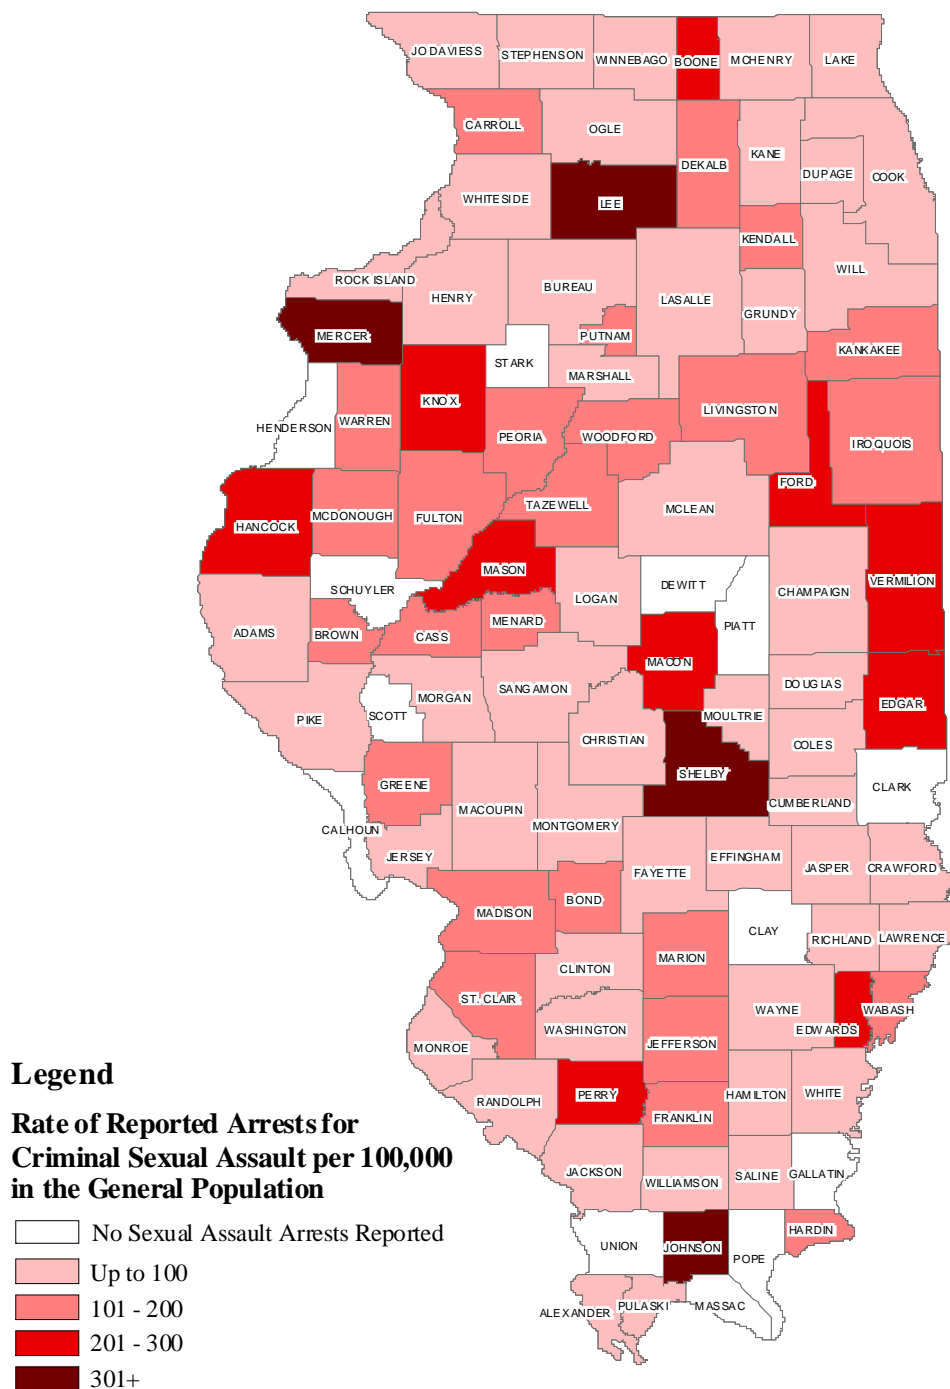 JO DAVIESS
STEPHENSON
WINNEBAGO
BOONE
MCHENRY
LAKE
CARROLL
OGLE
DEKALB
KANE
DUPAGE
COOK
WHITESIDE
LEE
KENDALL
WILL
ROCK ISLAND
HENRY
BUREAU
LASALLE
GRUNDY
MERCER
PUTNAM
KANKAKEE
STARK
MARSHALL
KNOX
HENDERSON
WARREN
PEORIA
WOODFORD
LIVINGSTON
IROQUOIS
FORD
HANCOCK
MCDONOUGH
FULTON
TAZEWELL
MCLEAN
MASON
SCHUYLER
LOGAN
DEWITT
CHAMPAIGN
VERMILION
ADAMS
BROWN
CASS
MENARD
PIATT
MACON
PIKE
SCOTT
MORGAN
SANGAMON
DOUGLAS
EDGAR
CHRISTIAN
MOULTRIE
COLES
SHELBY
GREENE
CLARK
CUMBERLAND
CALHOUN
MACOUPIN
MONTGOMERY
JERSEY
FAYETTE
EFFINGHAM
JASPER
CRAWFORD
MADISON
BOND
CLAY
RICHLAND
LAWRENCE
CLINTON
MARION
ST. CLAIR
WASHINGTON
WAYNE
EDWARDS
WABASH
MONROE
JEFFERSON
RANDOLPH
PERRY
FRANKLIN
HAMILTON
WHITE
JACKSON
WILLIAMSON
SALINE
GALLATIN
UNION
JOHNSON
POPE
HARDIN
ALEXANDER
PULASKI
MASSAC
Legend
Rate of Reported Arrests for
Criminal Sexual Assault per 100,000
in the General Population
No Sexual Assault Arrests Reported
Up to 100
101 - 200
201 - 300
301+